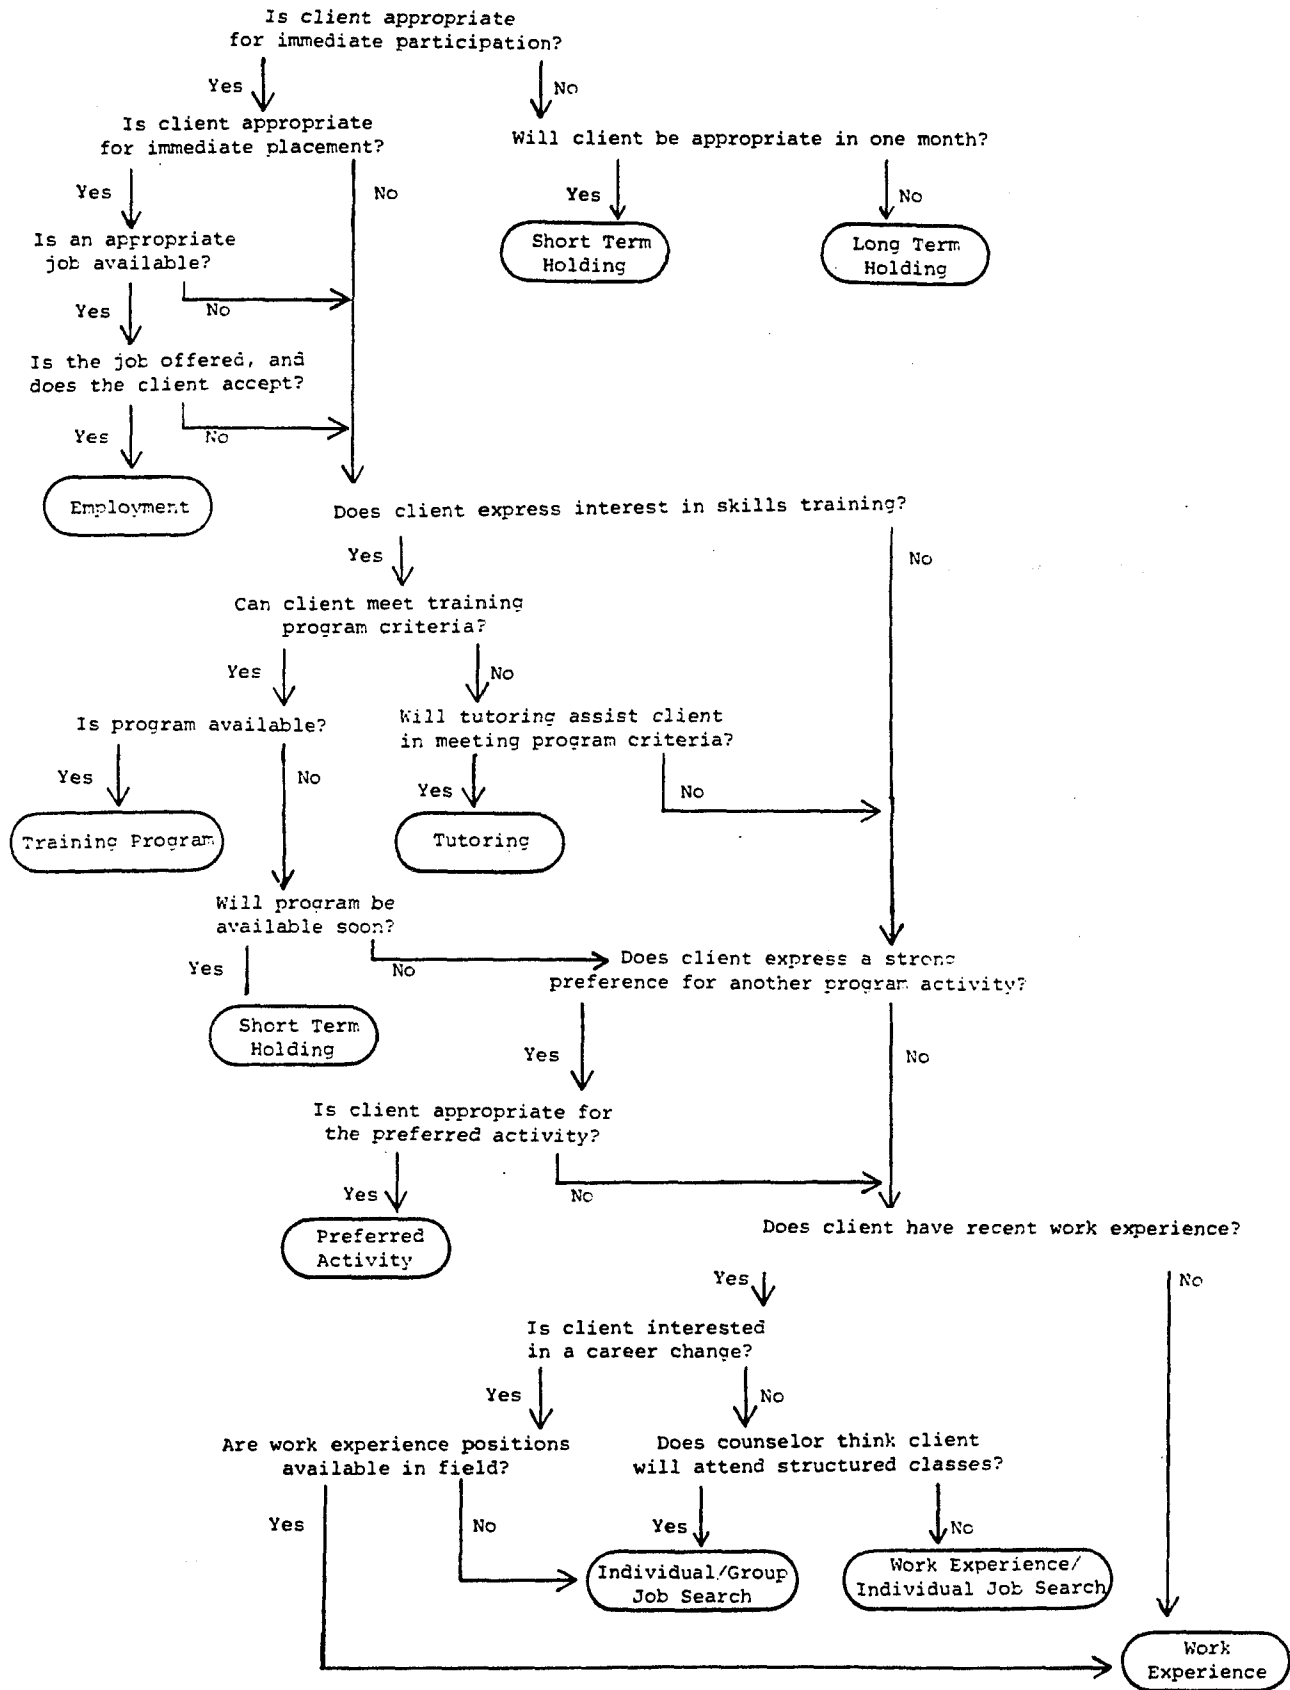 Is client appropriate
for immediate participation?
Yes
No
Is client appropriate
for immediate placement?
Will client be appropriate in one month?
Yes
No
Yes
No
Is an appropriate
job available?
Short Term
Holding
Long Term
Holding
Yes
No
Is the job offered, and
does the client accept?
Yes
No
Employment
Does client express interest in skills training?
Yes
No
Can client meet training
program criteria?
Yes
No
Is program available?
Will tutoring assist client
in meeting program criteria?
Yes
No
Yes
No
Training Program
Tutoring
Will program be
available soon?
Yes
No
Does client express a strong
preference for another program activity?
Short Term
Holding
Yes
No
Is client appropriate for
the preferred activity?
Yes
No
Preferred
Activity
Does client have recent work experience?
Yes
No
Is client interested
in a career change?
Yes
No
Are work experience positions
available in field?
Does counselor think client
will attend structured classes?
Yes
No
Yes
No
Individual/Group
Job Search
Work Experience/
Individual Job Search
Work
Experience